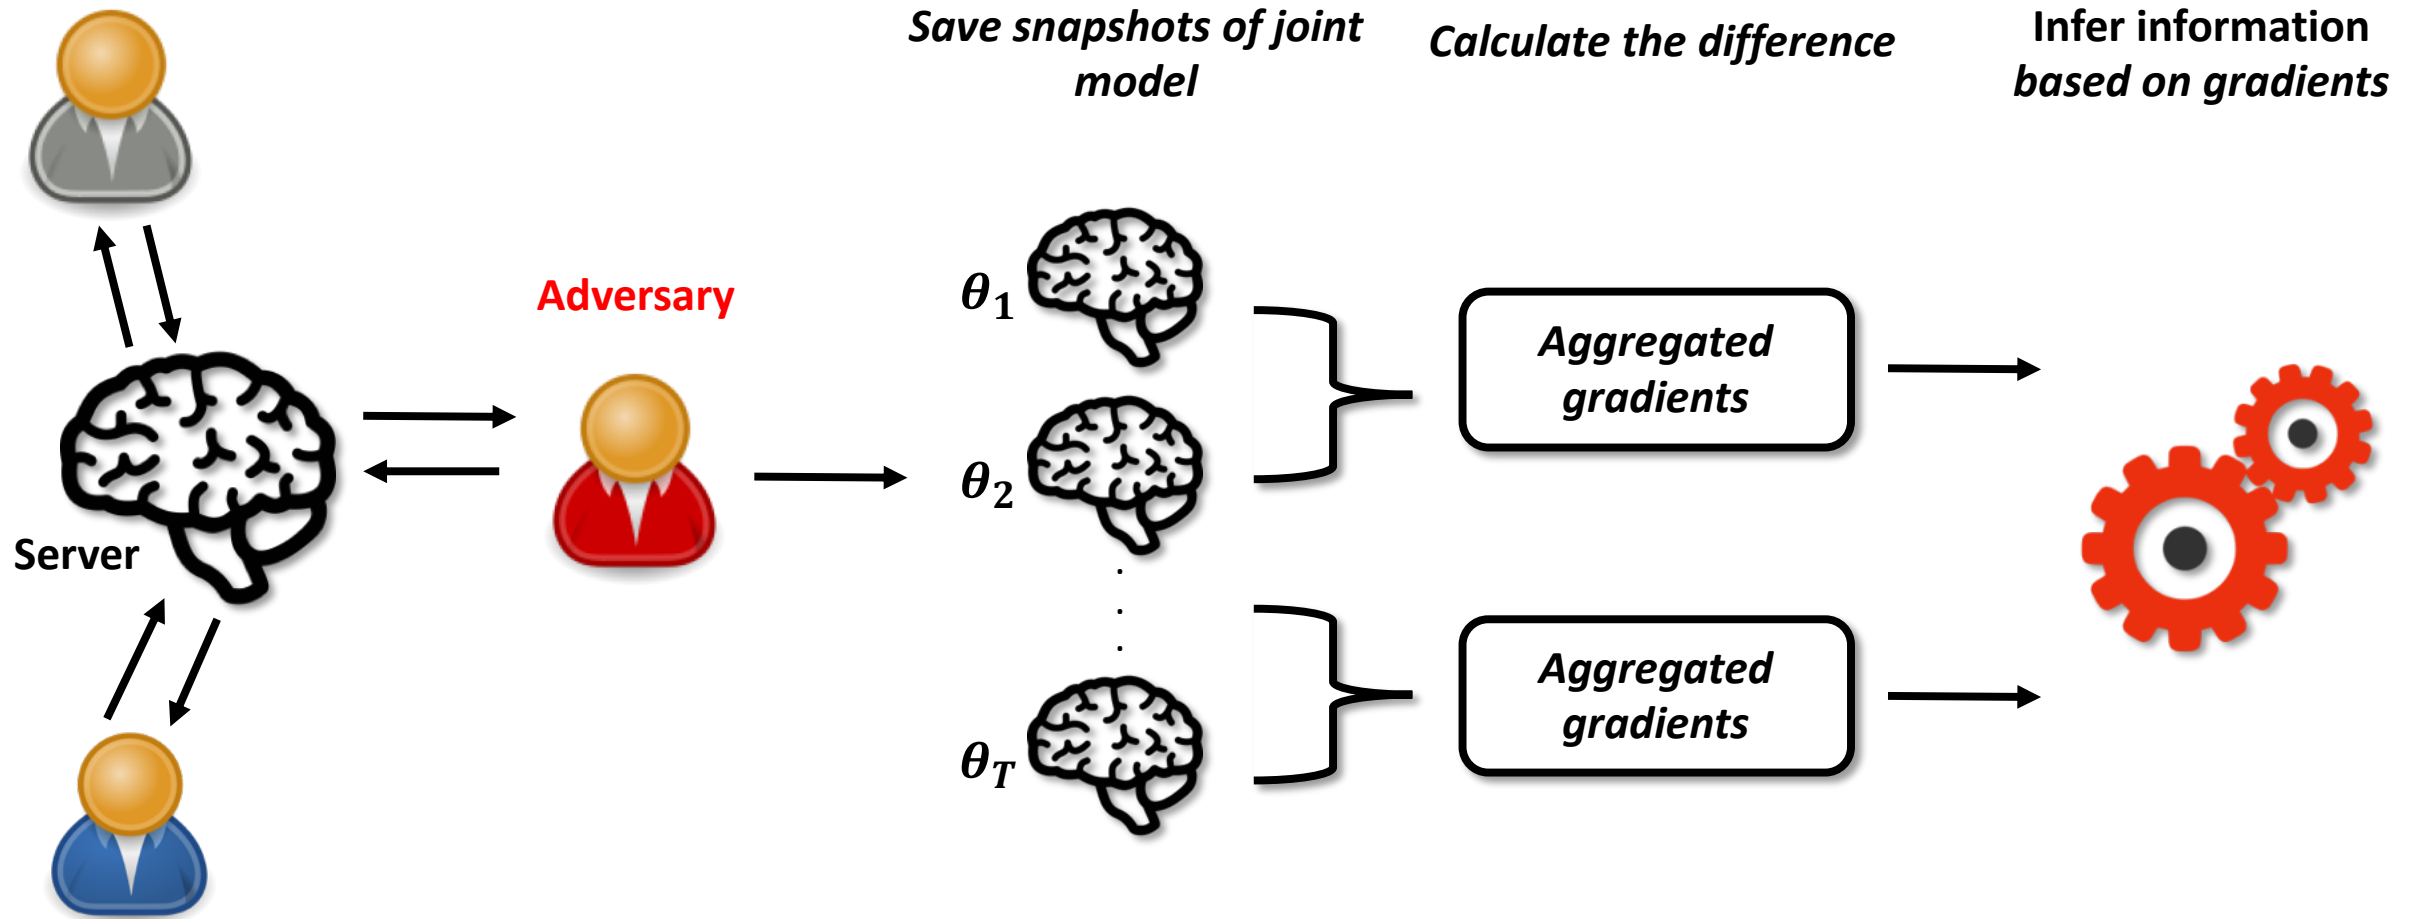 Save snapshots of joint
model
Calculate the difference
Infer information
based on gradients
Adversary
Server
θ1
θ2
.
.
.
θT
Aggregated
gradients
Aggregated
gradients